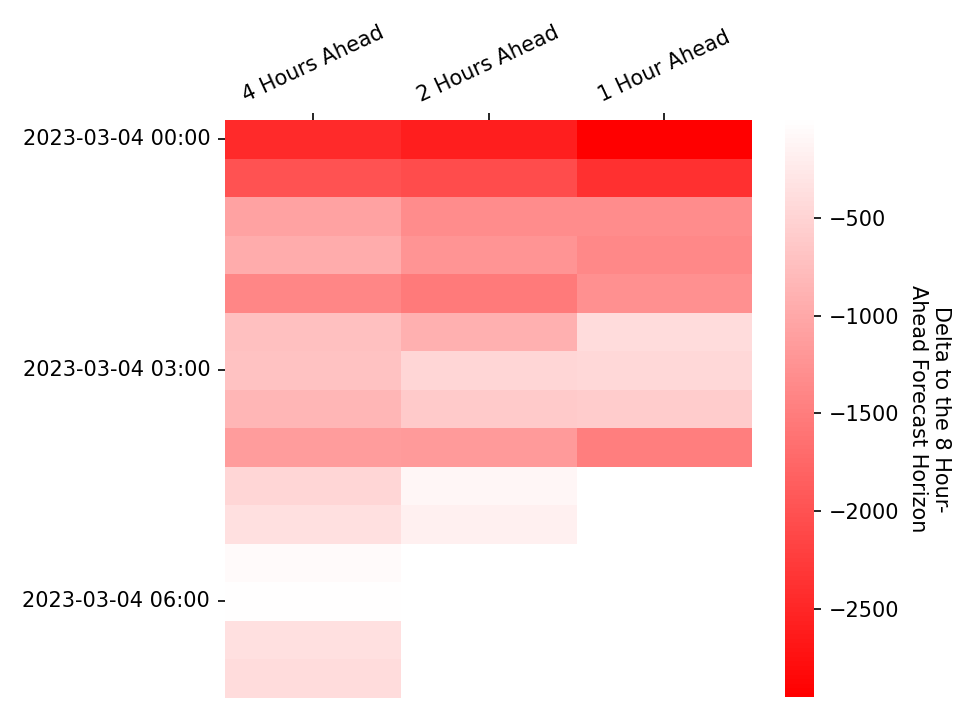 4 Hours Ahead
2 Hours Ahead
1 Hour Ahead
2023-03-04 00:00
2023-03-04 03:00
2023-03-04 06:00
−500
−1000
−1500
−2000
−2500
Delta to the 8 Hour-
Ahead Forecast Horizon